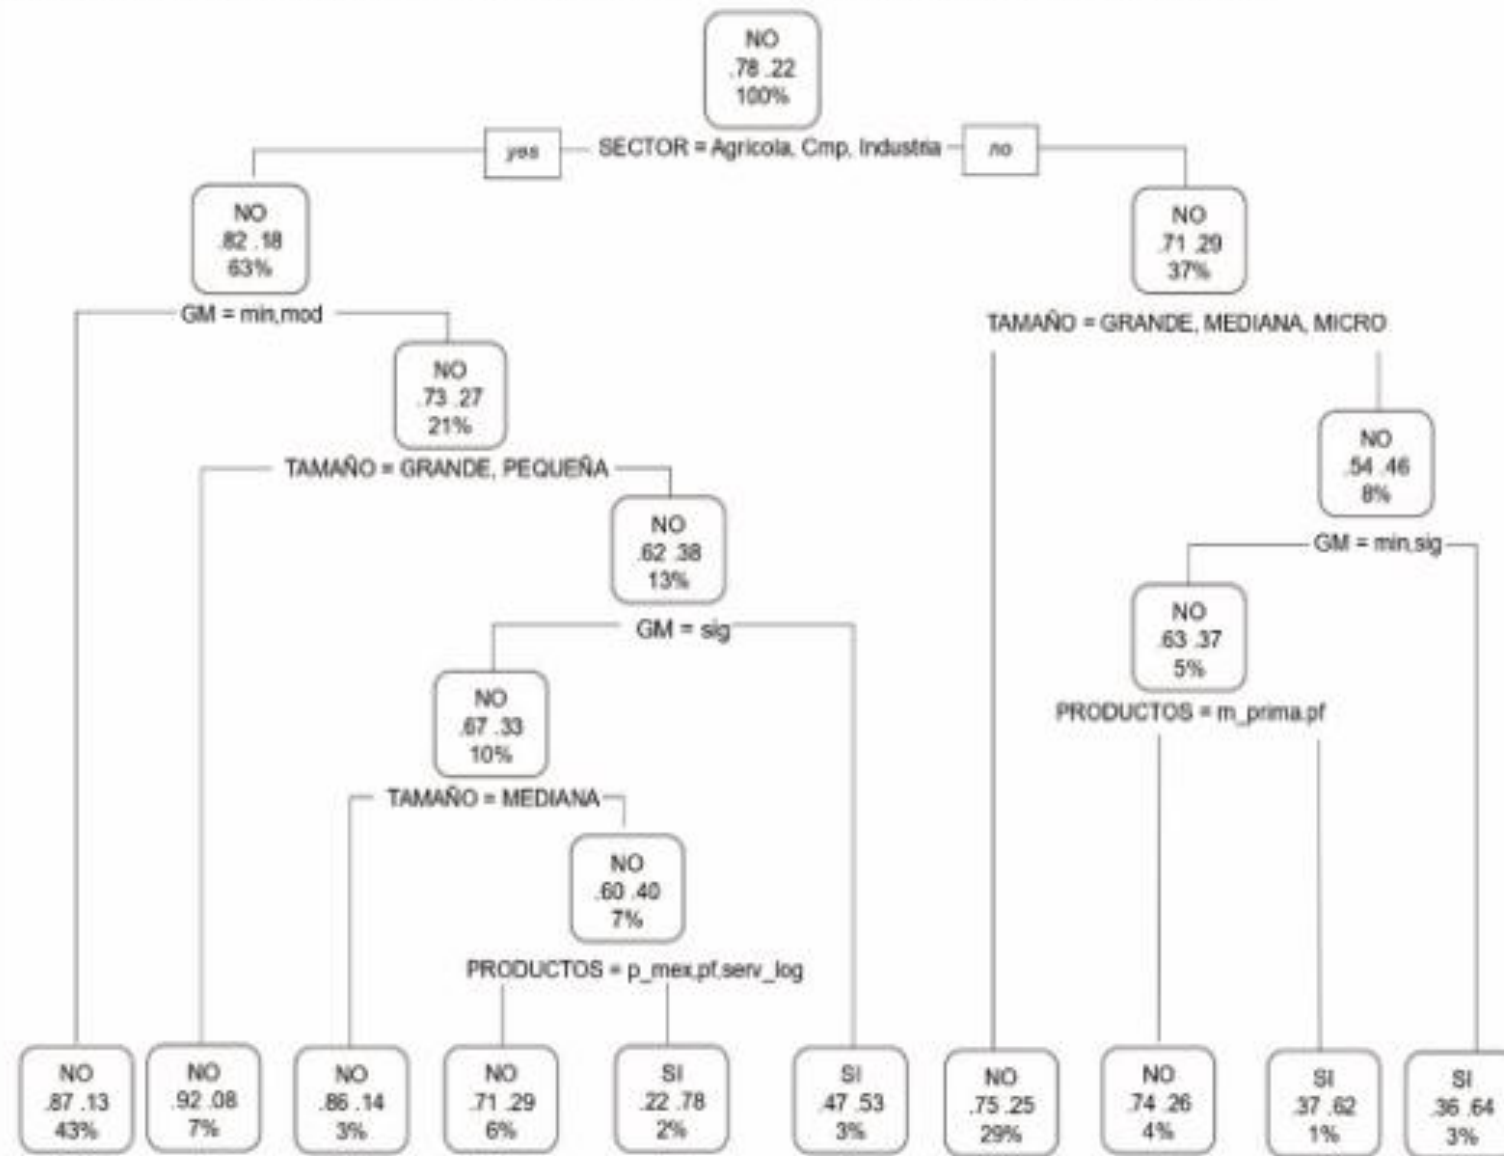 NO
.78 .22
100%
yes
SECTOR = Agricola, Cmp, Industria
no
NO
.82 .18
63%
NO
.71 .29
37%
GM = min,mod
TAMAÑO = GRANDE, MEDIANA, MICRO
NO
.73 .27
21%
TAMAÑO = GRANDE, PEQUEÑA
NO
.54 .46
8%
NO
.62 .38
13%
GM = min,sig
NO
.63 .37
5%
GM = sig
NO
.67 .33
10%
PRODUCTOS = m_prima.pf
TAMAÑO = MEDIANA
NO
.60 .40
7%
PRODUCTOS = p_mex,pf,serv_log
NO
.87 .13
43%
NO
.92 .08
7%
NO
.86 .14
3%
NO
.71 .29
6%
SI
.22 .78
2%
SI
.47 .53
3%
NO
.75 .25
29%
NO
.74 .26
4%
SI
.37 .62
1%
SI
.36 .64
3%